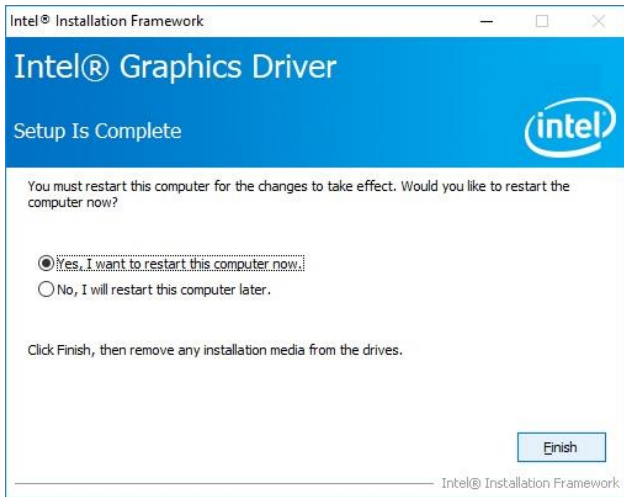 Intel® Installation Framework
Intel® Graphics Driver
Setup Is Complete
intel
You must restart this computer for the changes to take effect. Would you like to restart the
computer now?
Yes, I want to restart this computer now.
No, I will restart this computer later.
Click Finish, then remove any installation media from the drives.
Finish
Intel® Installation Framework